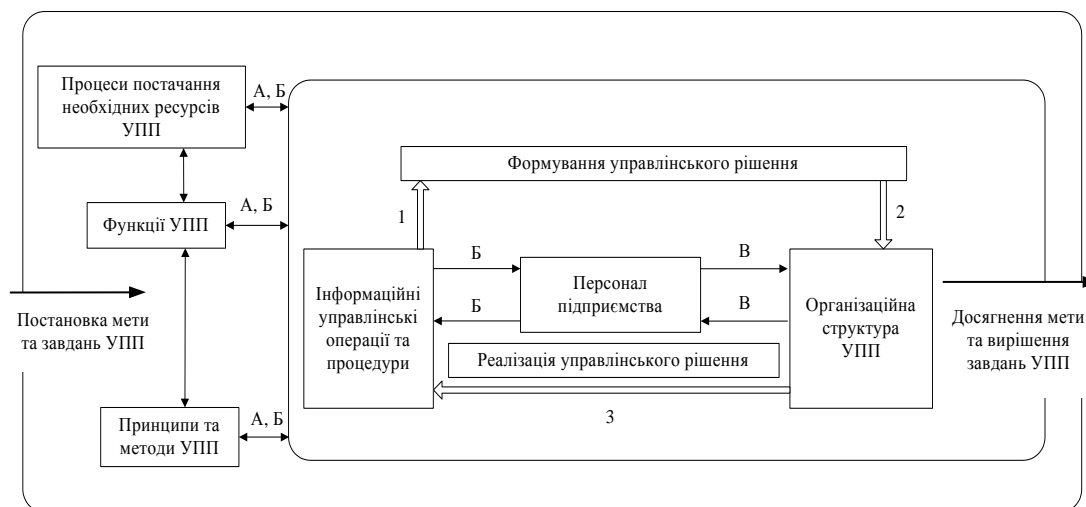 Процеси постачання
необхідних ресурсів
УПП
А, Б
Формування управлінського рішення
1
2
Функції УПП
А, Б
Інформаційні
управлінські
операції та
процедури
Б
Б
Персонал
підприємства
В
В
Організаційна
структура
УПП
Постановка мети
та завдань УПП
Досягнення мети
та вирішення
завдань УПП
Реалізація управлінського рішення
3
Принципи та
методи УПП
А, Б